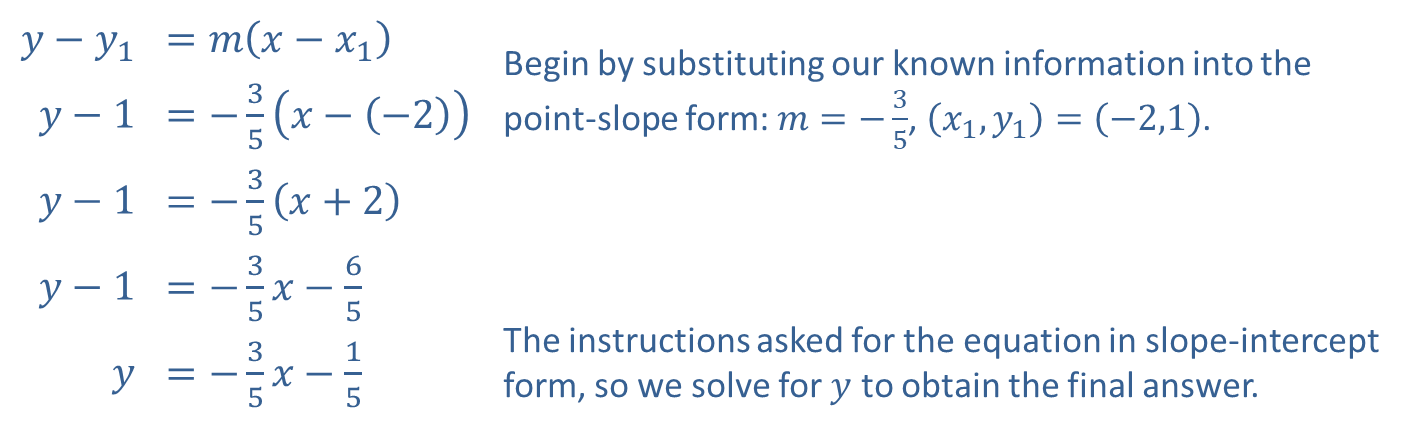 y − y₁ = m(x − x₁)
Begin by substituting our known information into the
y − 1 = −3/5(x − (−2))
point-slope form: m = −3/5, (x₁, y₁) = (−2,1).
y − 1 = −3/5(x + 2)
y − 1 = −3/5x − 6/5
The instructions asked for the equation in slope-intercept
y = −3/5x − 1/5
form, so we solve for y to obtain the final answer.